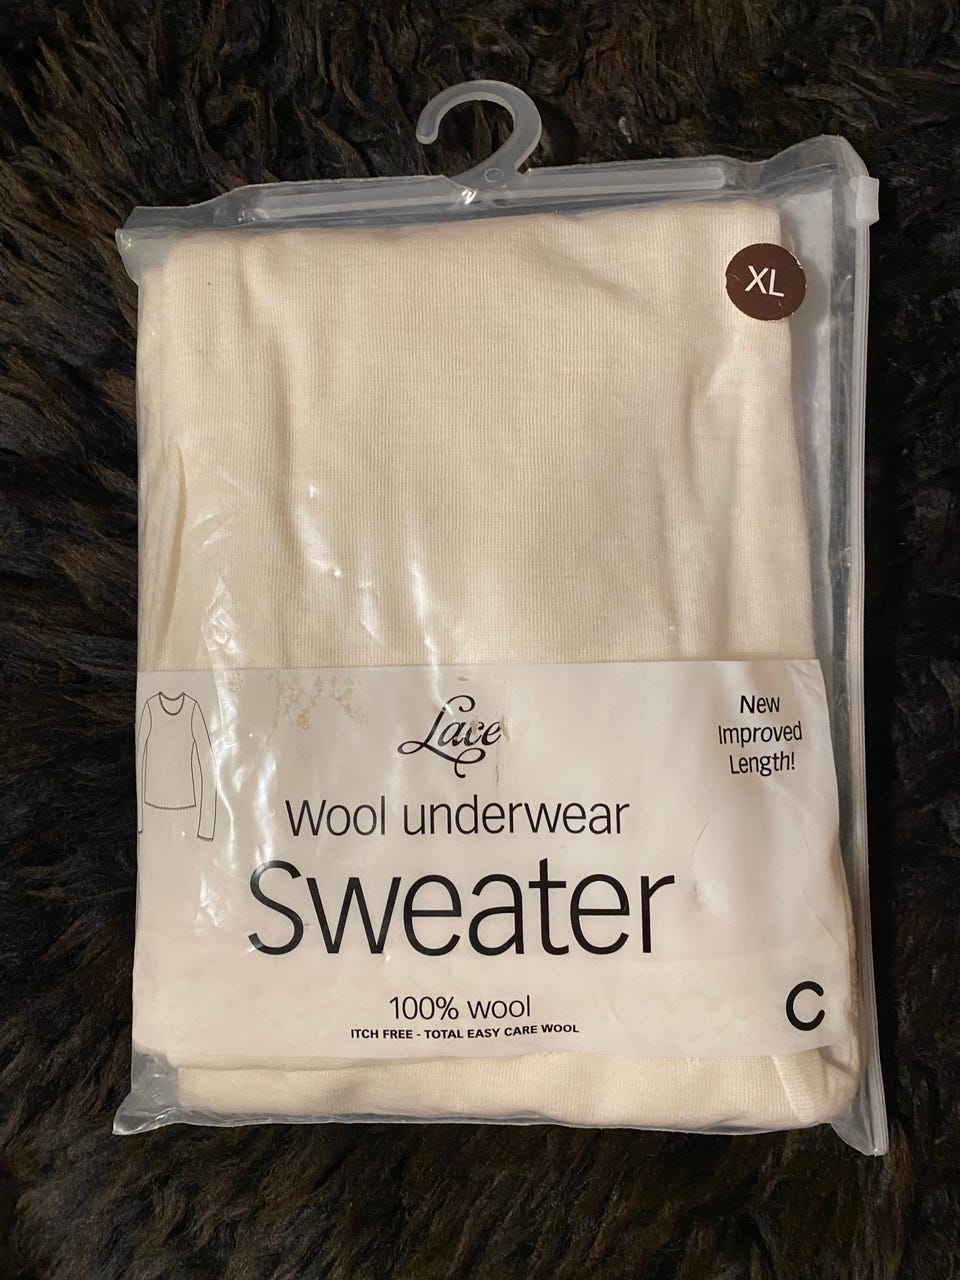 XL
Lace
New
Improved
Length!
Wool underwear
Sweater
100% wool
ITCH FREE - TOTAL EASY CARE WOOL
C